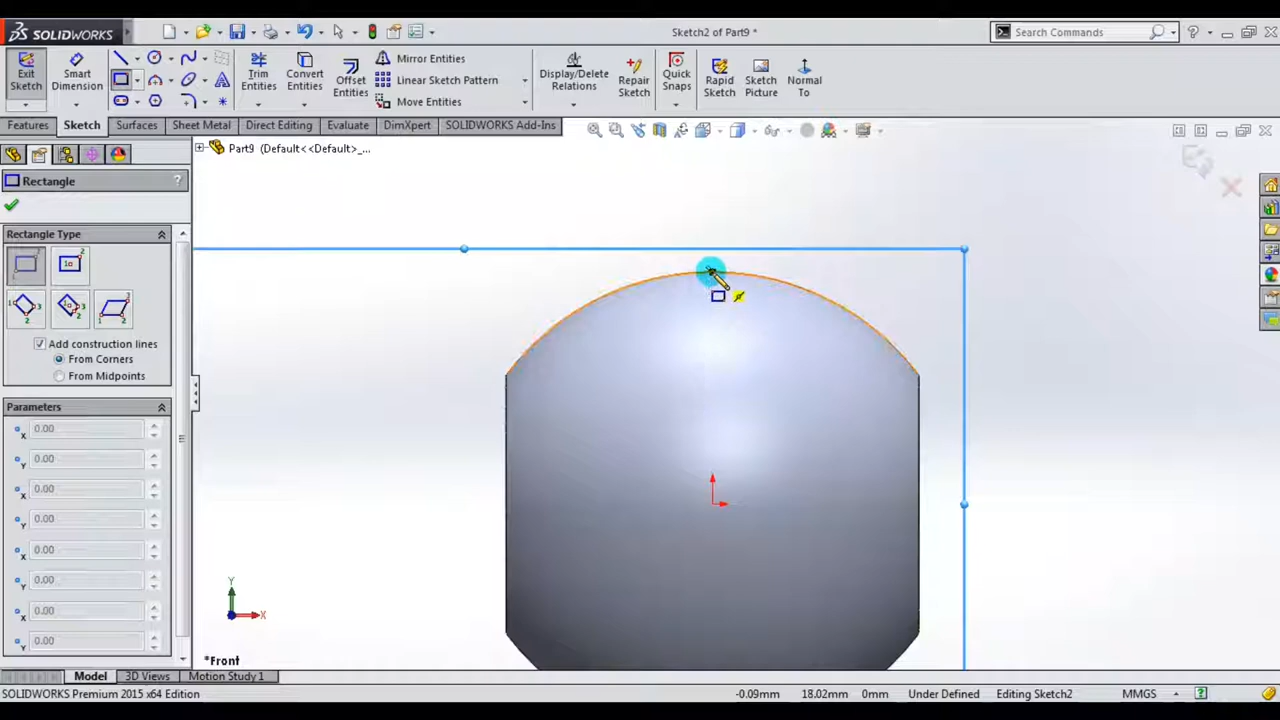 SOLIDWORKS
Sketch2 of Part9 *
Search Commands
Exit Sketch
Smart Dimension
Trim Entities
Convert Entities
Offset Entities
Mirror Entities
Linear Sketch Pattern
Move Entities
Display/Delete Relations
Repair Sketch
Quick Snaps
Rapid Sketch
Sketch Picture
Normal To
Features
Sketch
Surfaces
Sheet Metal
Direct Editing
Evaluate
DimXpert
SOLIDWORKS Add-Ins
Part9 (Default<<Default>_...
Rectangle
?
Rectangle Type
Add construction lines
From Corners
From Midpoints
Parameters
X 0.00
Y 0.00
X 0.00
Y 0.00
X 0.00
Y 0.00
X 0.00
Y 0.00
Y
X
*Front
Model
3D Views
Motion Study 1
SOLIDWORKS Premium 2015 x64 Edition
-0.09mm
18.02mm
0mm
Under Defined
Editing Sketch2
MMGS
?